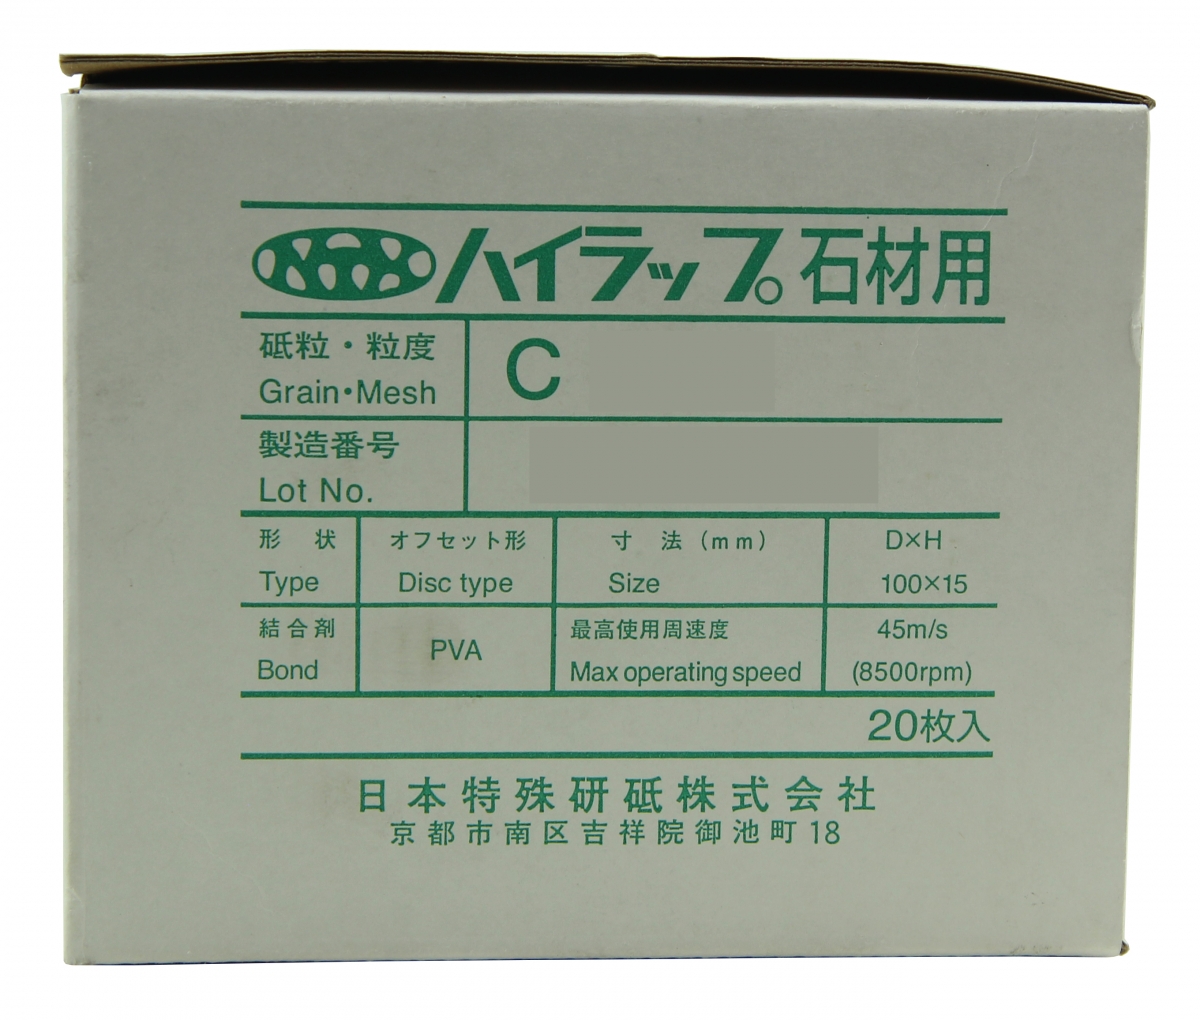 NTK ハイラップ。石材用
砥粒・粒度
Grain・Mesh
C
製造番号
Lot No.
形 状
Type
オフセット形
Disc type
寸 法(mm)
Size
D×H
100×15
結合剤
Bond
PVA
最高使用周速度
Max operating speed
45m/s
(8500rpm)
20枚入
日本特殊研砥株式会社
京都市南区吉祥院御池町18